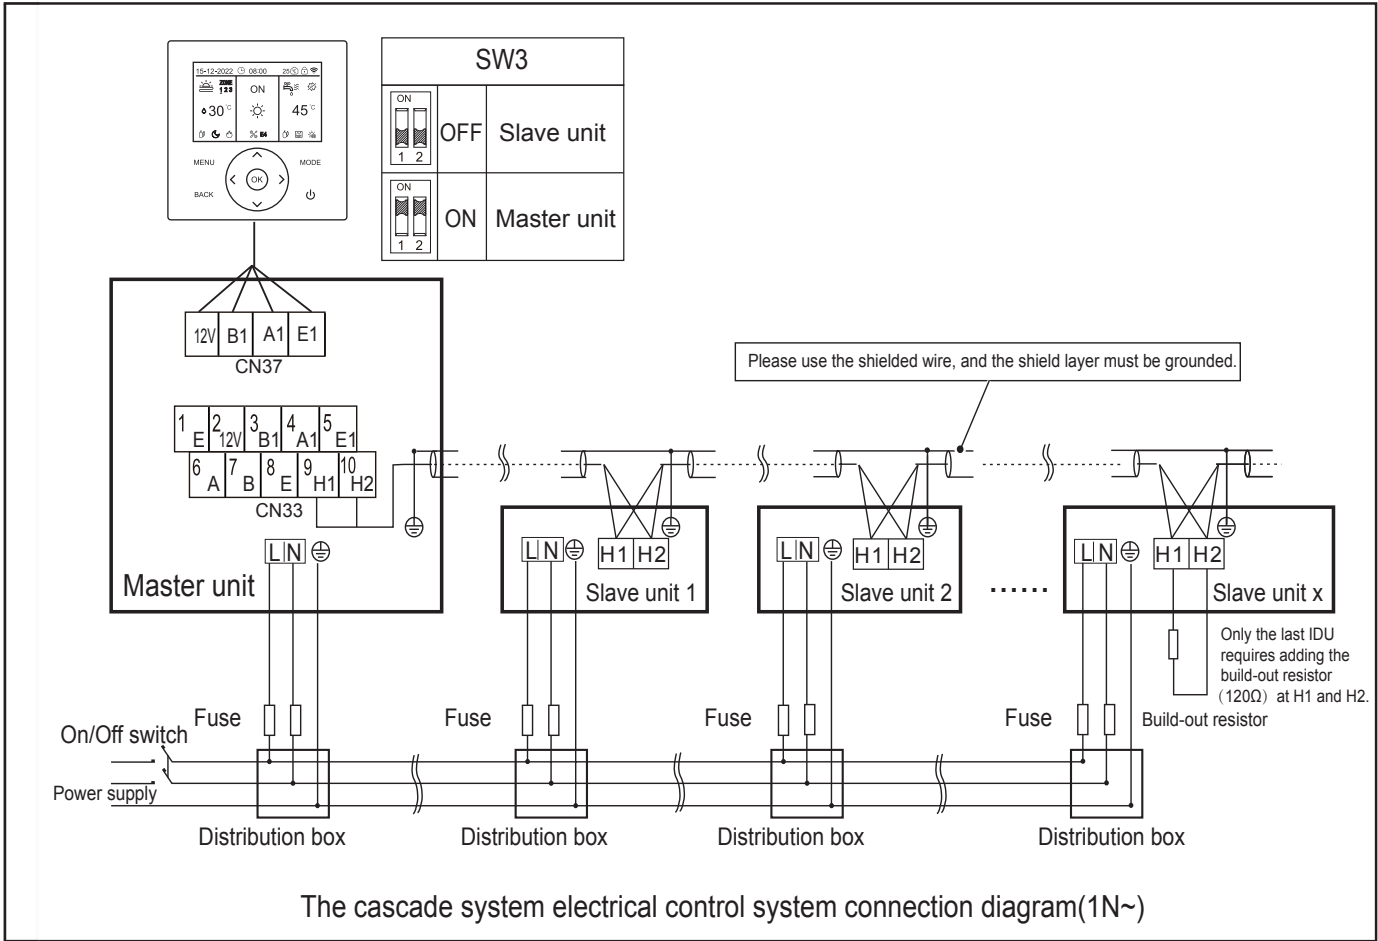 15-12-2022 08:00 25
ZONE
1 2 3
ON
30°C
45°C
MENU
MODE
OK
BACK
SW3
ON
1 2
OFF
Slave unit
ON
1 2
ON
Master unit
12V B1 A1 E1
CN37
Please use the shielded wire, and the shield layer must be grounded.
1 E 2 12V 3 B1 4 A1 5 E1
6 A 7 B 8 E 9 H1 10 H2
CN33
L N
Master unit
L N
H1 H2
Slave unit 1
L N
H1 H2
Slave unit 2
......
L N
H1 H2
Slave unit x
Only the last IDU
requires adding the
build-out resistor
(120Ω) at H1 and H2.
Build-out resistor
Fuse
Fuse
Fuse
Fuse
On/Off switch
Power supply
Distribution box
Distribution box
Distribution box
Distribution box
The cascade system electrical control system connection diagram(1N~)